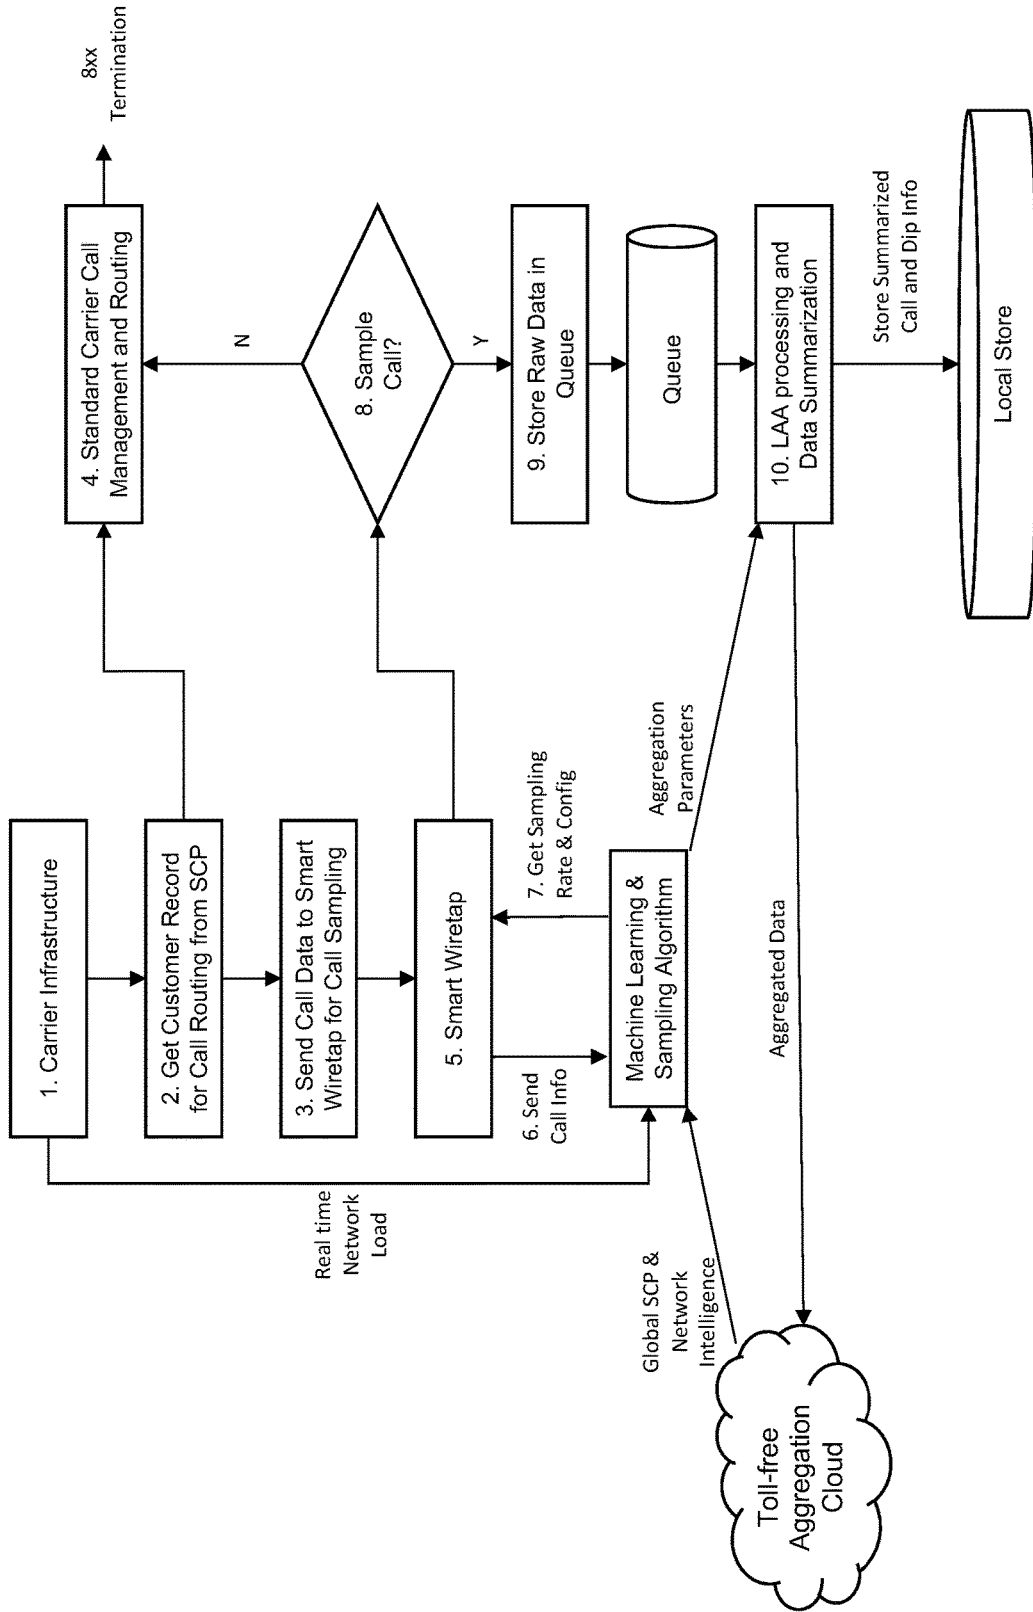 1. Carrier Infrastructure
2. Get Customer Record
for Call Routing from SCP
3. Send Call Data to Smart
Wiretap for Call Sampling
5. Smart Wiretap
Real time
Network
Load
6. Send
Call Info
7. Get Sampling
Rate & Config
Machine Learning &
Sampling Algorithm
Global SCP &
Network
Intelligence
Toll-free
Aggregation
Cloud
Aggregation
Parameters
Aggregated Data
4. Standard Carrier Call
Management and Routing
8xx
Termination
N
8. Sample
Call?
Y
9. Store Raw Data in
Queue
Queue
10. LAA processing and
Data Summarization
Store Summarized
Call and Dip Info
Local Store